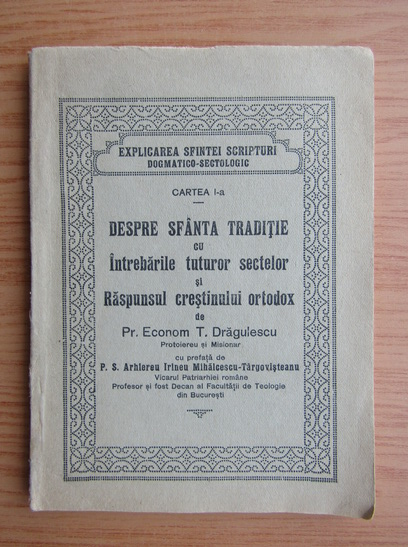 EXPLICAREA SFINTEI SCRIPTURI
DOGMATICO-SECTOLOGIC
CARTEA I-a
DESPRE SFÂNTA TRADIȚIE
cu
Întrebările tuturor sectelor
și
Răspunsul creștinului ortodox
de
Pr. Econom T. Drăgulescu
Protoiereu și Misionar
cu prefață de
P. S. Arhiereu Irineu Mihălcescu-Târgovișteanu
Vicarul Patriarhiei române
Profesor și fost Decan al Facultății de Teologie
din București